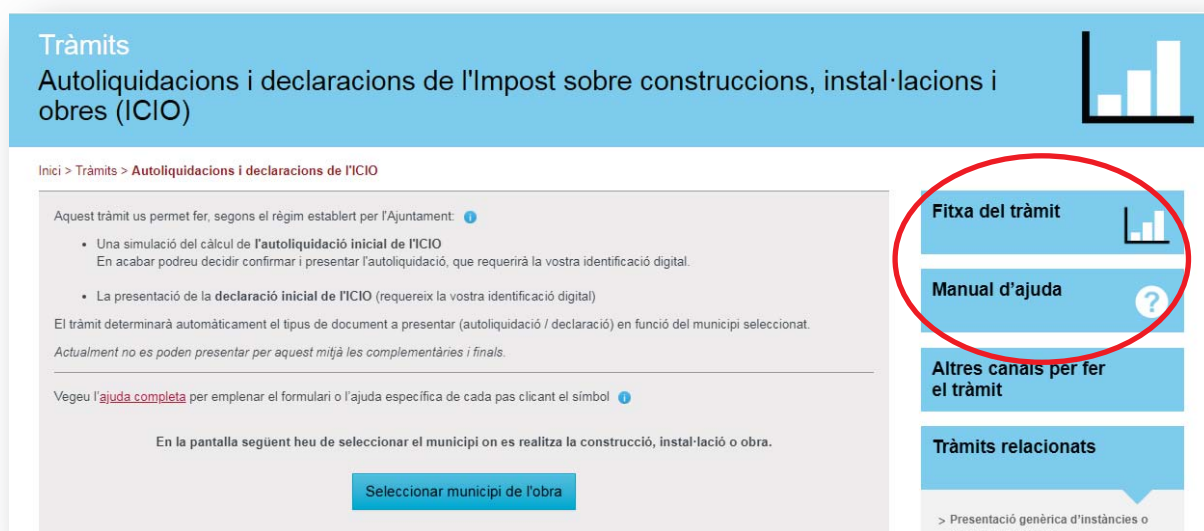 Tràmits
Autoliquidacions i declaracions de l'Impost sobre construccions, instal·lacions i
obres (ICIO)
Inici > Tràmits > Autoliquidacions i declaracions de l'ICIO
Aquest tràmit us permet fer, segons el règim establert per l'Ajuntament: i
• Una simulació del càlcul de l'autoliquidació inicial de l'ICIO
En acabar podreu decidir confirmar i presentar l'autoliquidació, que requerirà la vostra identificació digital.
• La presentació de la declaració inicial de l'ICIO (requereix la vostra identificació digital)
El tràmit determinarà automàticament el tipus de document a presentar (autoliquidació / declaració) en funció del municipi seleccionat.
Actualment no es poden presentar per aquest mitjà les complementàries i finals.
Vegeu l'ajuda completa per emplenar el formulari o l'ajuda específica de cada pas clicant el símbol i
En la pantalla següent heu de seleccionar el municipi on es realitza la construcció, instal·lació o obra.
Seleccionar municipi de l'obra
Fitxa del tràmit
Manual d'ajuda ?
Altres canals per fer
el tràmit
Tràmits relacionats
> Presentació genèrica d'instàncies o